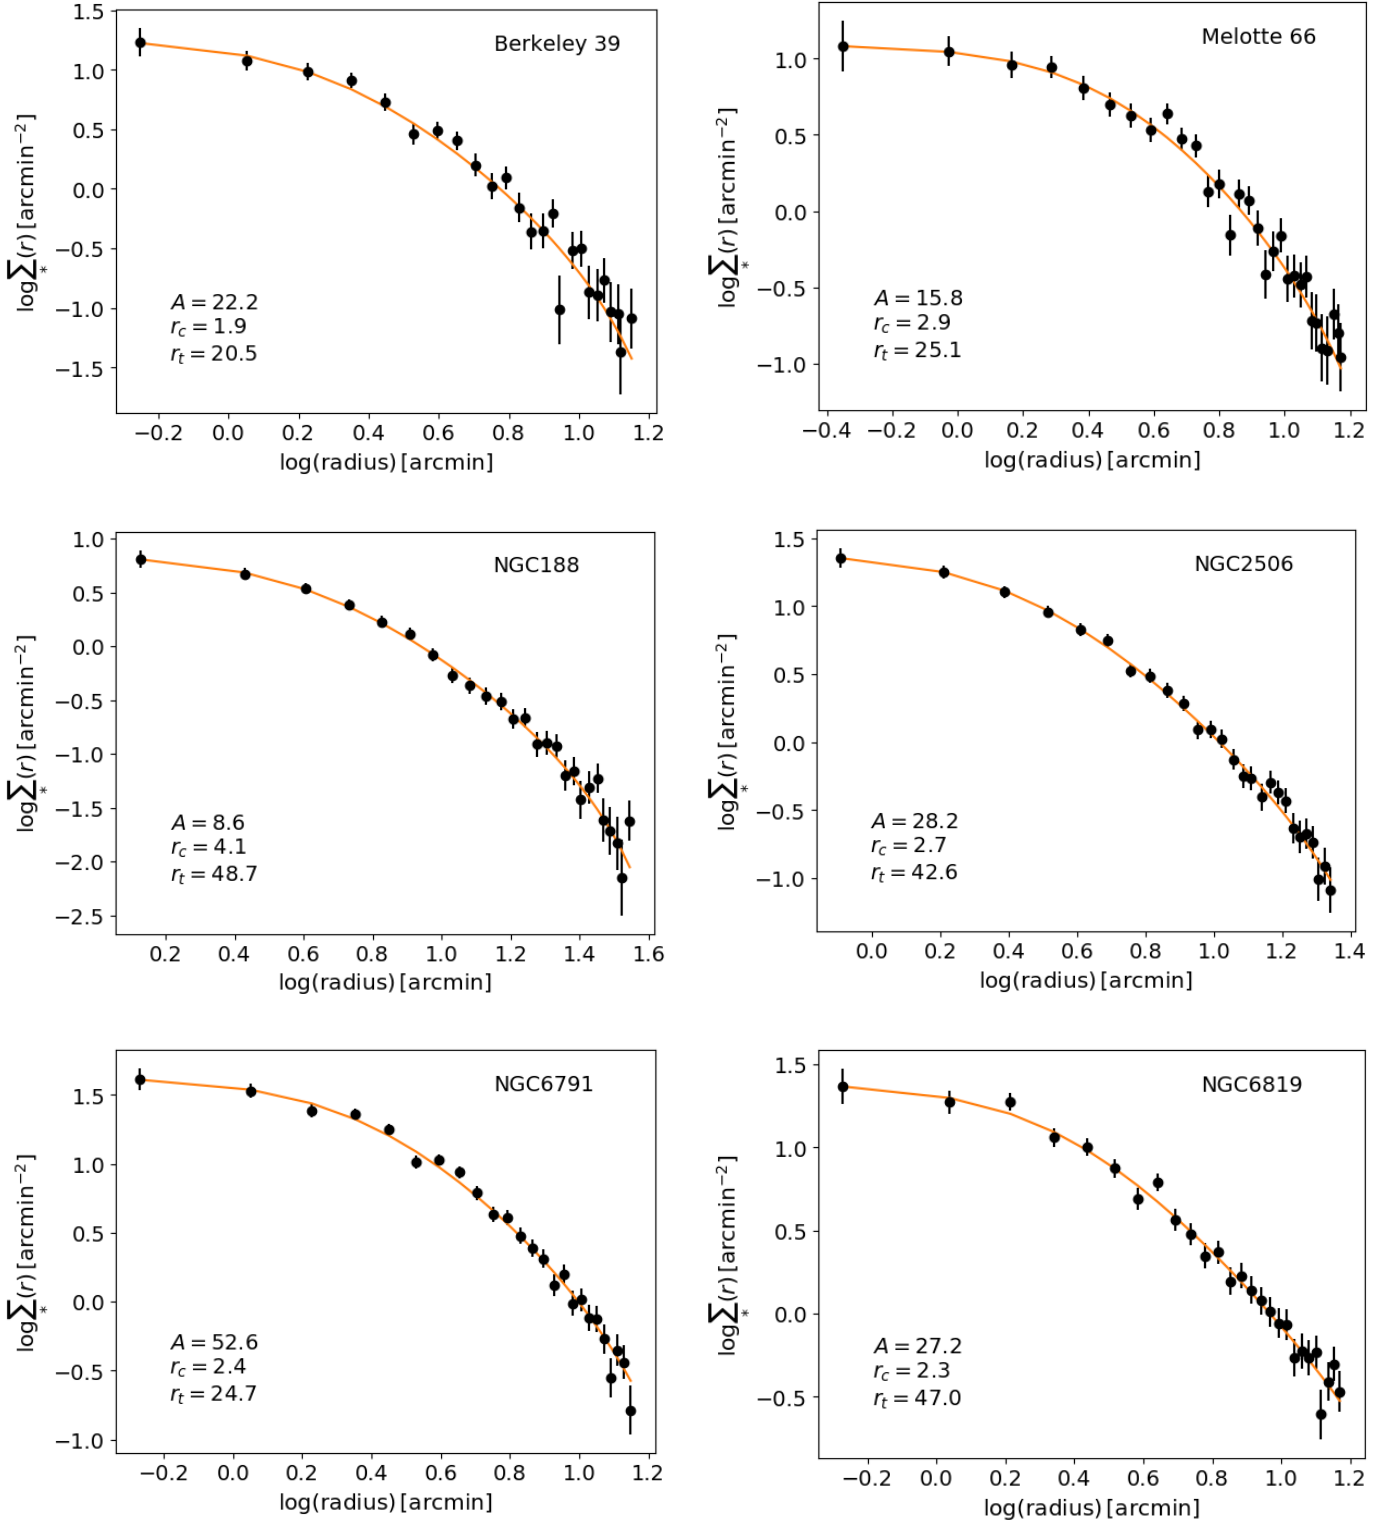 Berkeley 39
1.5
1.0
0.5
0.0
−0.5
−1.0
−1.5
log∑*(r) [arcmin⁻²]
A = 22.2
r_c = 1.9
r_t = 20.5
−0.2 0.0 0.2 0.4 0.6 0.8 1.0 1.2
log(radius) [arcmin]
Melotte 66
1.0
0.5
0.0
−0.5
−1.0
log∑*(r) [arcmin⁻²]
A = 15.8
r_c = 2.9
r_t = 25.1
−0.4 −0.2 0.0 0.2 0.4 0.6 0.8 1.0 1.2
log(radius) [arcmin]
NGC188
1.0
0.5
0.0
−0.5
−1.0
−1.5
−2.0
−2.5
log∑*(r) [arcmin⁻²]
A = 8.6
r_c = 4.1
r_t = 48.7
0.2 0.4 0.6 0.8 1.0 1.2 1.4 1.6
log(radius) [arcmin]
NGC2506
1.5
1.0
0.5
0.0
−0.5
−1.0
log∑*(r) [arcmin⁻²]
A = 28.2
r_c = 2.7
r_t = 42.6
0.0 0.2 0.4 0.6 0.8 1.0 1.2 1.4
log(radius) [arcmin]
NGC6791
1.5
1.0
0.5
0.0
−0.5
−1.0
log∑*(r) [arcmin⁻²]
A = 52.6
r_c = 2.4
r_t = 24.7
−0.2 0.0 0.2 0.4 0.6 0.8 1.0 1.2
log(radius) [arcmin]
NGC6819
1.5
1.0
0.5
0.0
−0.5
log∑*(r) [arcmin⁻²]
A = 27.2
r_c = 2.3
r_t = 47.0
−0.2 0.0 0.2 0.4 0.6 0.8 1.0 1.2
log(radius) [arcmin]